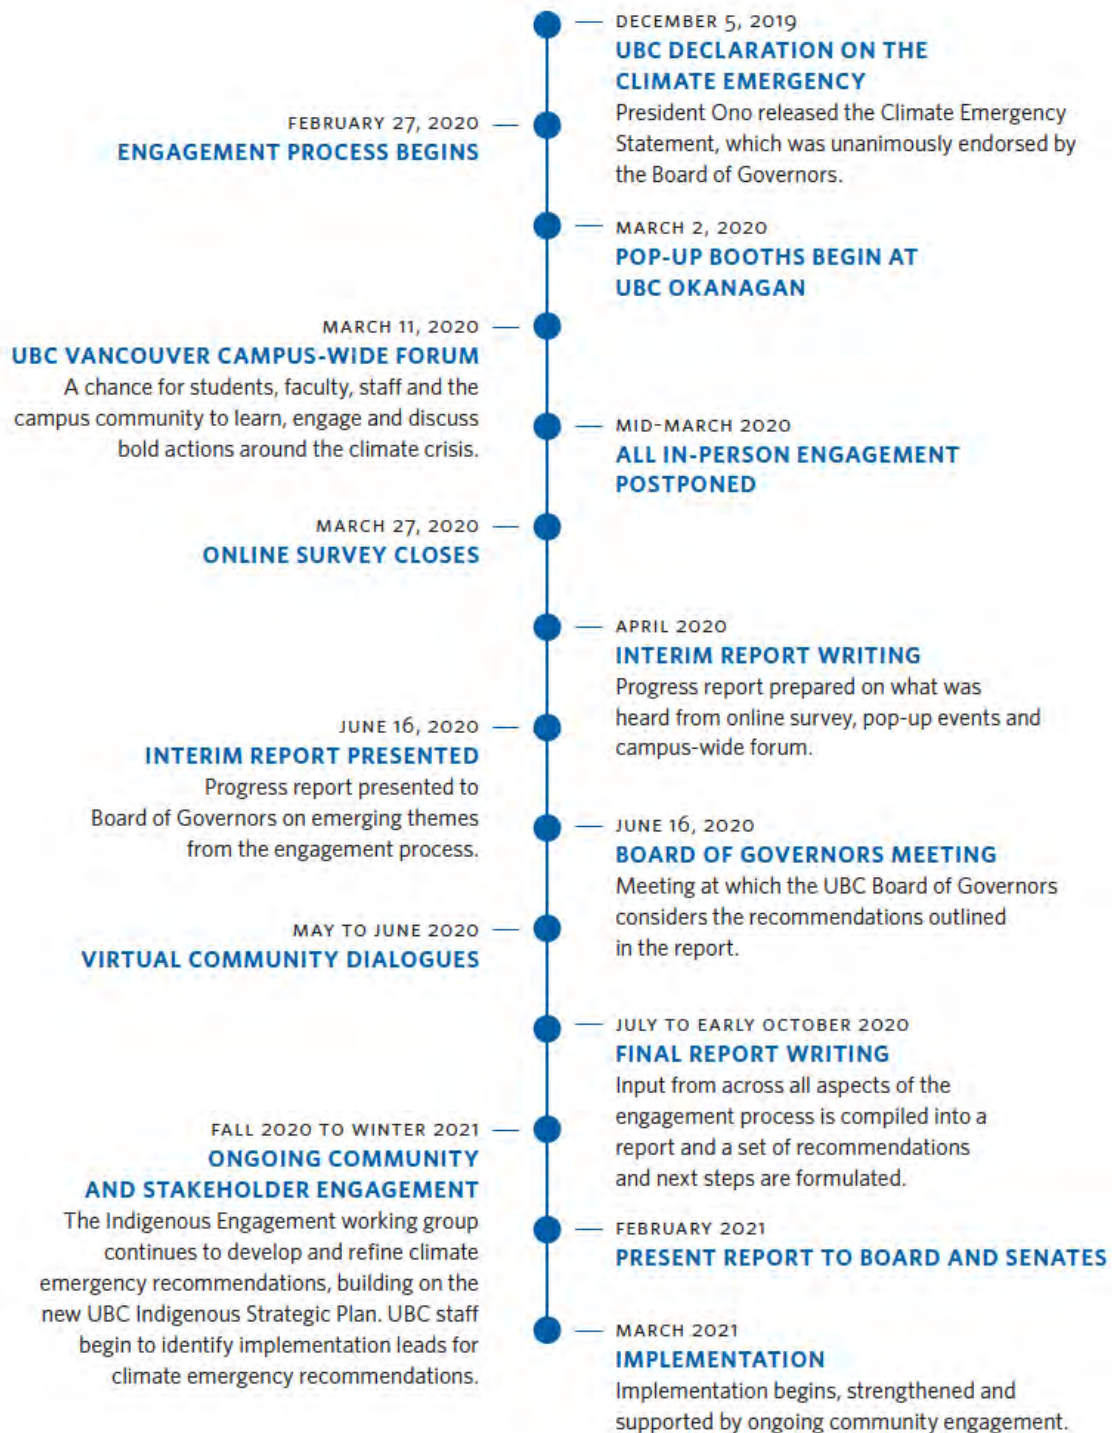 DECEMBER 5, 2019
UBC DECLARATION ON THE
CLIMATE EMERGENCY
President Ono released the Climate Emergency
Statement, which was unanimously endorsed by
the Board of Governors.
FEBRUARY 27, 2020
ENGAGEMENT PROCESS BEGINS
MARCH 2, 2020
POP-UP BOOTHS BEGIN AT
UBC OKANAGAN
MARCH 11, 2020
UBC VANCOUVER CAMPUS-WIDE FORUM
A chance for students, faculty, staff and the
campus community to learn, engage and discuss
bold actions around the climate crisis.
MID-MARCH 2020
ALL IN-PERSON ENGAGEMENT
POSTPONED
MARCH 27, 2020
ONLINE SURVEY CLOSES
APRIL 2020
INTERIM REPORT WRITING
Progress report prepared on what was
heard from online survey, pop-up events and
campus-wide forum.
JUNE 16, 2020
INTERIM REPORT PRESENTED
Progress report presented to
Board of Governors on emerging themes
from the engagement process.
JUNE 16, 2020
BOARD OF GOVERNORS MEETING
Meeting at which the UBC Board of Governors
considers the recommendations outlined
in the report.
MAY TO JUNE 2020
VIRTUAL COMMUNITY DIALOGUES
JULY TO EARLY OCTOBER 2020
FINAL REPORT WRITING
Input from across all aspects of the
engagement process is compiled into a
report and a set of recommendations
and next steps are formulated.
FALL 2020 TO WINTER 2021
ONGOING COMMUNITY
AND STAKEHOLDER ENGAGEMENT
The Indigenous Engagement working group
continues to develop and refine climate
emergency recommendations, building on the
new UBC Indigenous Strategic Plan. UBC staff
begin to identify implementation leads for
climate emergency recommendations.
FEBRUARY 2021
PRESENT REPORT TO BOARD AND SENATES
MARCH 2021
IMPLEMENTATION
Implementation begins, strengthened and
supported by ongoing community engagement.